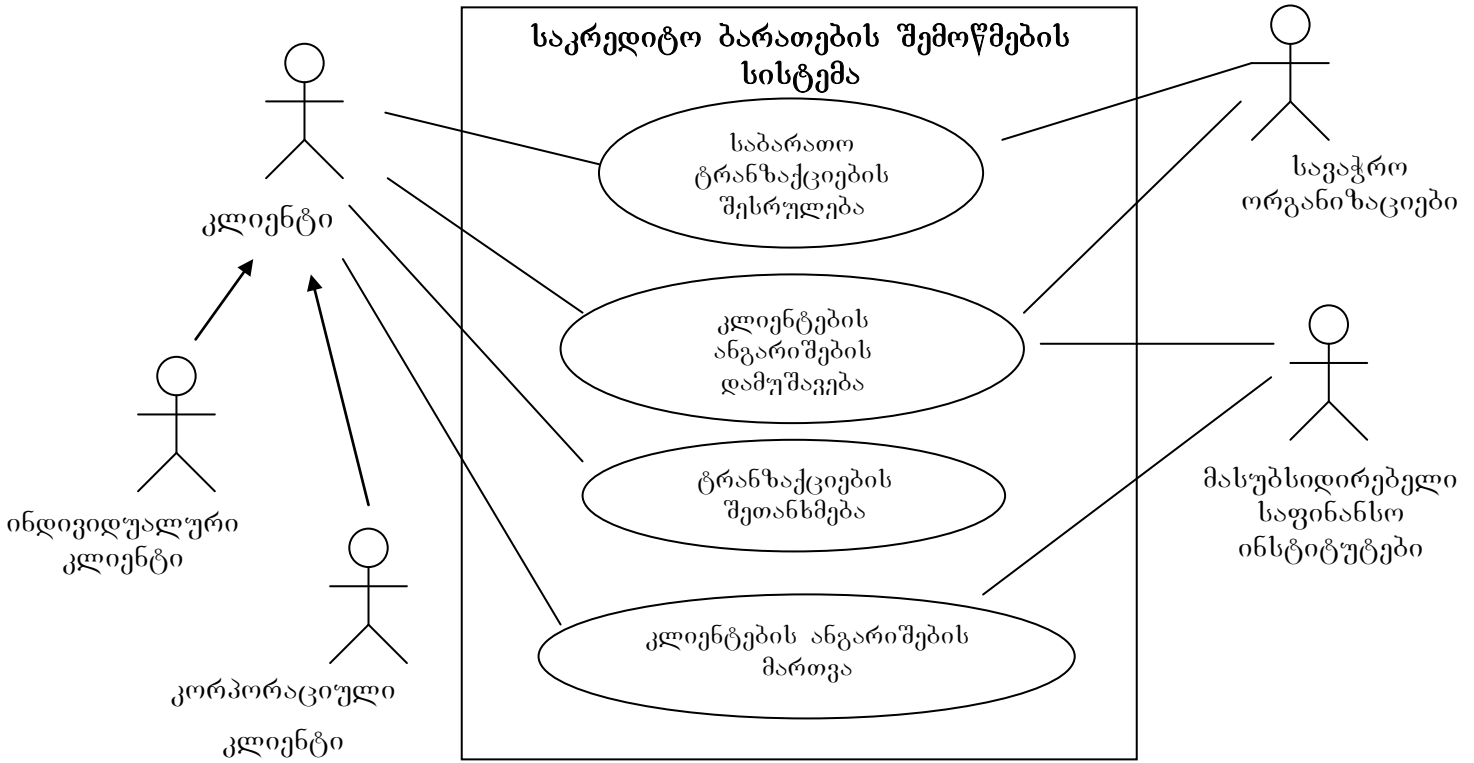 საკრედიტო ბარათების შემოწმების
სისტემა
საბარათო
ტრანზაქციების
შესრულება
სავაჭრო
ორგანიზაციები
კლიენტი
კლიენტების
ანგარიშების
დამუშავება
ტრანზაქციების
შეთანხმება
მასუბსიდირებელი
საფინანსო
ინსტიტუტები
ინდივიდუალური
კლიენტი
კლიენტების ანგარიშების
მართვა
კორპორაციული
კლიენტი